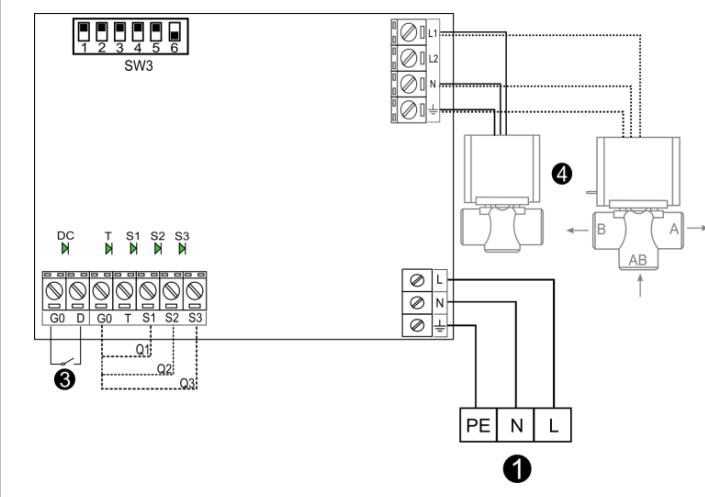 1 2 3 4 5 6
SW3
L1
L2
N
4
B A
AB
DC T S1 S2 S3
L
N
G0 D G0 T S1 S2 S3
Q1
Q2
Q3
3
PE N L
1